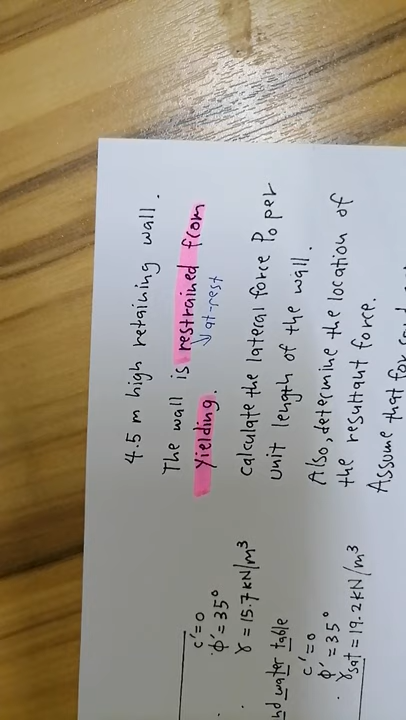 4.5 m high retaining wall.
The wall is restrained from
↳ at-rest
Yielding.
Calculate the lateral force Po per
unit length of the wall.
Also, determine the location of
the resultant force.
Assume that for
c'=0
ϕ'=35°
γ=15.7 kN/m³
water table
c'=0
ϕ'=35°
γsat=19.2 kN/m³